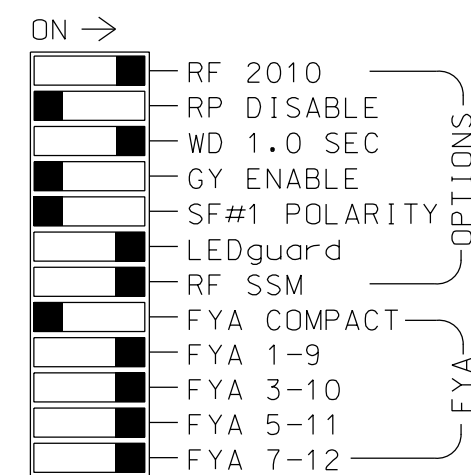 ON →
RF 2010
RP DISABLE
WD 1.0 SEC
GY ENABLE
SF#1 POLARITY
LEDguard
RF SSM
FYA COMPACT
FYA 1-9
FYA 3-10
FYA 5-11
FYA 7-12
OPTIONS
FYA